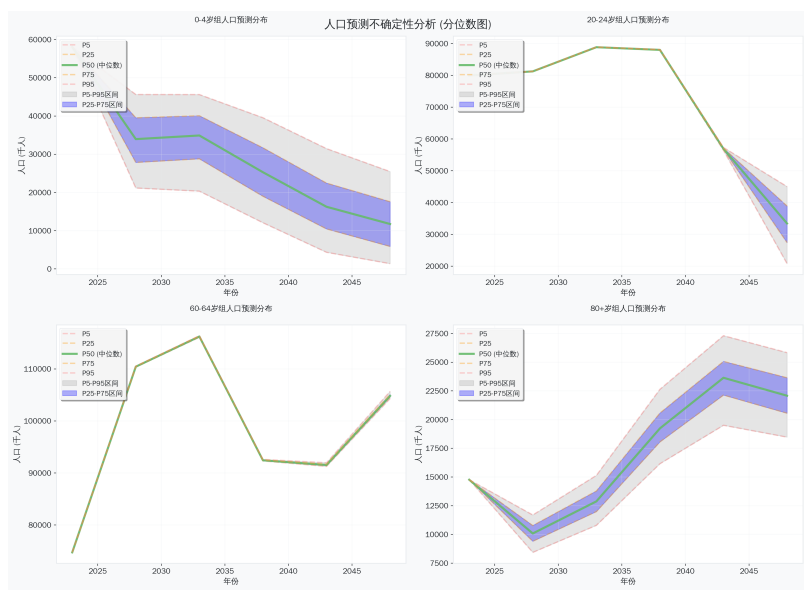 人口预测不确定性分析 (分位数图)
0-4岁组人口预测分布
60000
50000
40000
30000
20000
10000
0
人口 (千人)
P5
P25
P50 (中位数)
P75
P95
P5-P95区间
P25-P75区间
2025
2030
2035
2040
2045
年份
20-24岁组人口预测分布
90000
80000
70000
60000
50000
40000
30000
20000
人口 (千人)
P5
P25
P50 (中位数)
P75
P95
P5-P95区间
P25-P75区间
2025
2030
2035
2040
2045
年份
60-64岁组人口预测分布
110000
100000
90000
80000
人口 (千人)
P5
P25
P50 (中位数)
P75
P95
P5-P95区间
P25-P75区间
2025
2030
2035
2040
2045
年份
80+岁组人口预测分布
27500
25000
22500
20000
17500
15000
12500
10000
7500
人口 (千人)
P5
P25
P50 (中位数)
P75
P95
P5-P95区间
P25-P75区间
2025
2030
2035
2040
2045
年份